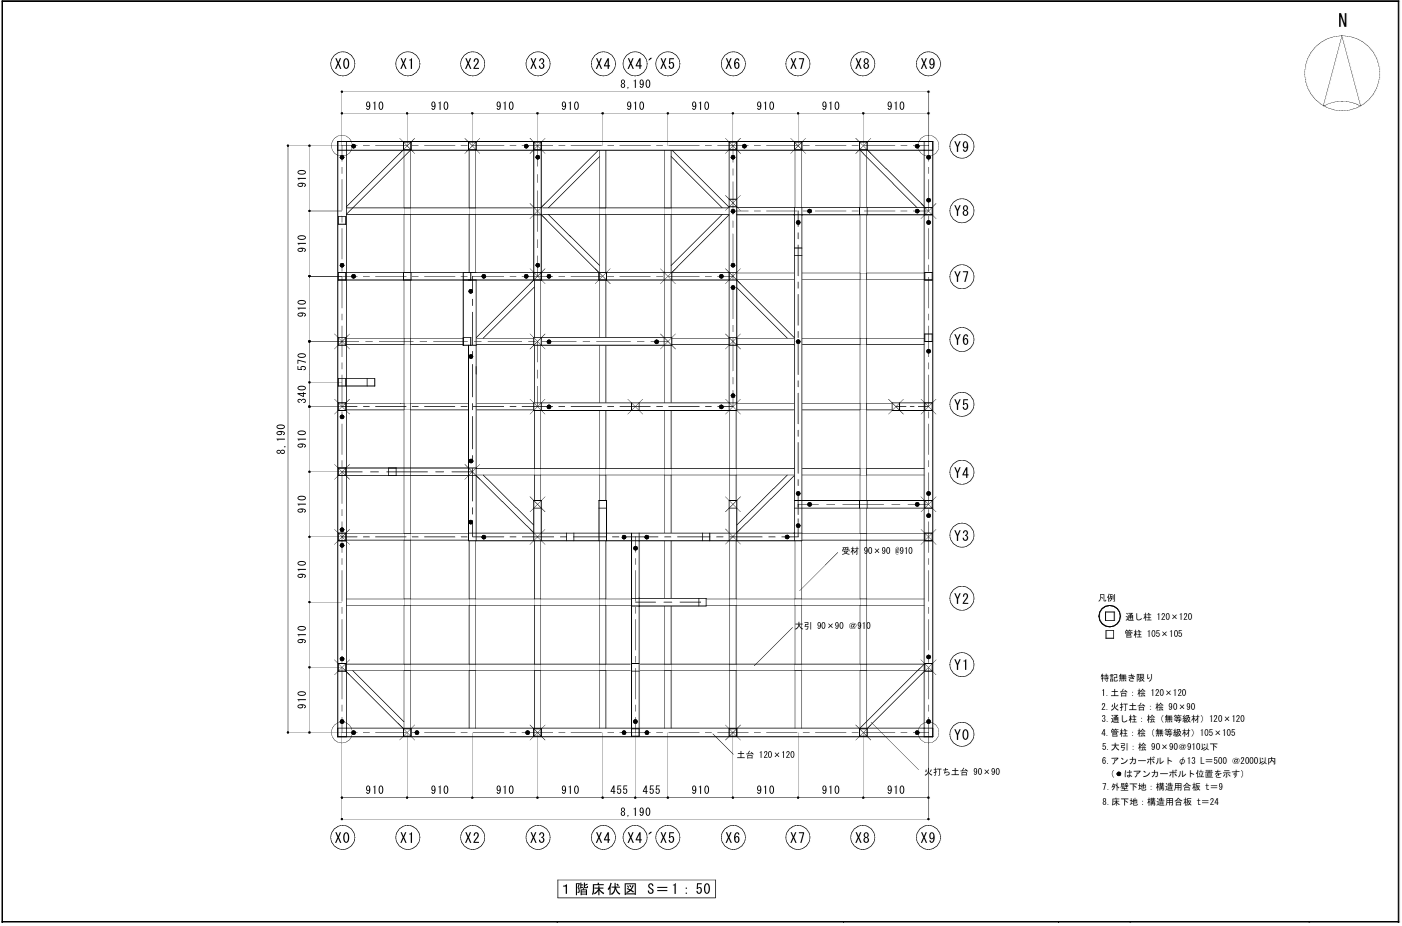 N
X0 X1 X2 X3 X4 X4´ X5 X6 X7 X8 X9
8,190
910 910 910 910 910 910 910 910 910
Y9
910
Y8
910
Y7
910
Y6
570
340
Y5
8,190
910
Y4
910
Y3
受材 90×90 @910
910
Y2
大引 90×90 @910
910
Y1
910
Y0
土台 120×120
火打ち土台 90×90
910 910 910 910 455 455 910 910 910 910
8,190
X0 X1 X2 X3 X4 X4´ X5 X6 X7 X8 X9
1階床伏図 S=1:50
凡例
通し柱 120×120
管柱 105×105
特記無き限り
1.土台:桧 120×120
2.火打土台:桧 90×90
3.通し柱:桧(無等級材)120×120
4.管柱:桧(無等級材)105×105
5.大引:桧 90×90@910以下
6.アンカーボルト φ13 L=500 @2000以内
(●はアンカーボルト位置を示す)
7.外壁下地:構造用合板 t=9
8.床下地:構造用合板 t=24